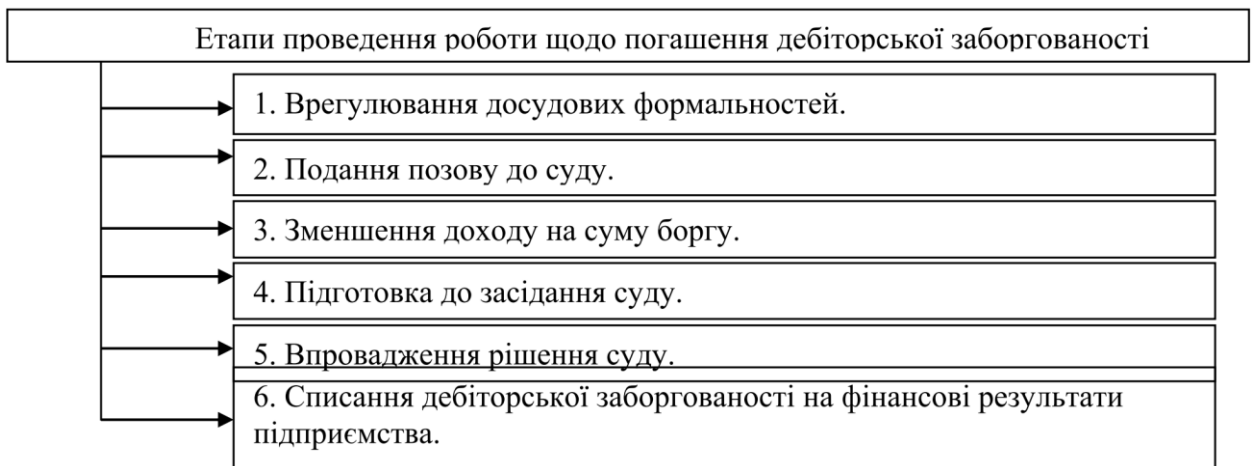 Етапи проведення роботи щодо погашення дебіторської заборгованості
1. Врегулювання досудових формальностей.
2. Подання позову до суду.
3. Зменшення доходу на суму боргу.
4. Підготовка до засідання суду.
5. Впровадження рішення суду.
6. Списання дебіторської заборгованості на фінансові результати
підприємства.